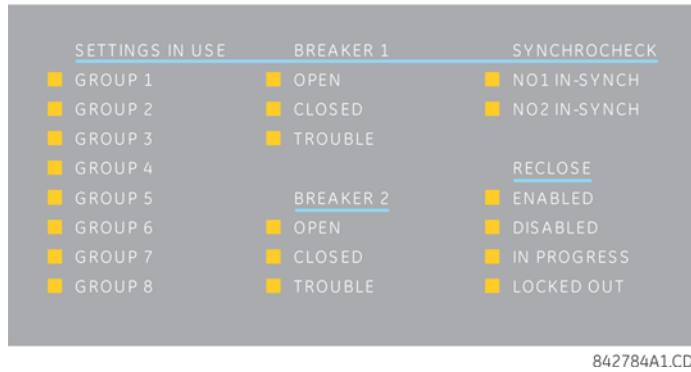 SETTINGS IN USE
GROUP 1
GROUP 2
GROUP 3
GROUP 4
GROUP 5
GROUP 6
GROUP 7
GROUP 8
BREAKER 1
OPEN
CLOSED
TROUBLE
BREAKER 2
OPEN
CLOSED
TROUBLE
SYNCHROCHECK
NO1 IN-SYNCH
NO2 IN-SYNCH
RECLOSE
ENABLED
DISABLED
IN PROGRESS
LOCKED OUT
842784A1.CD